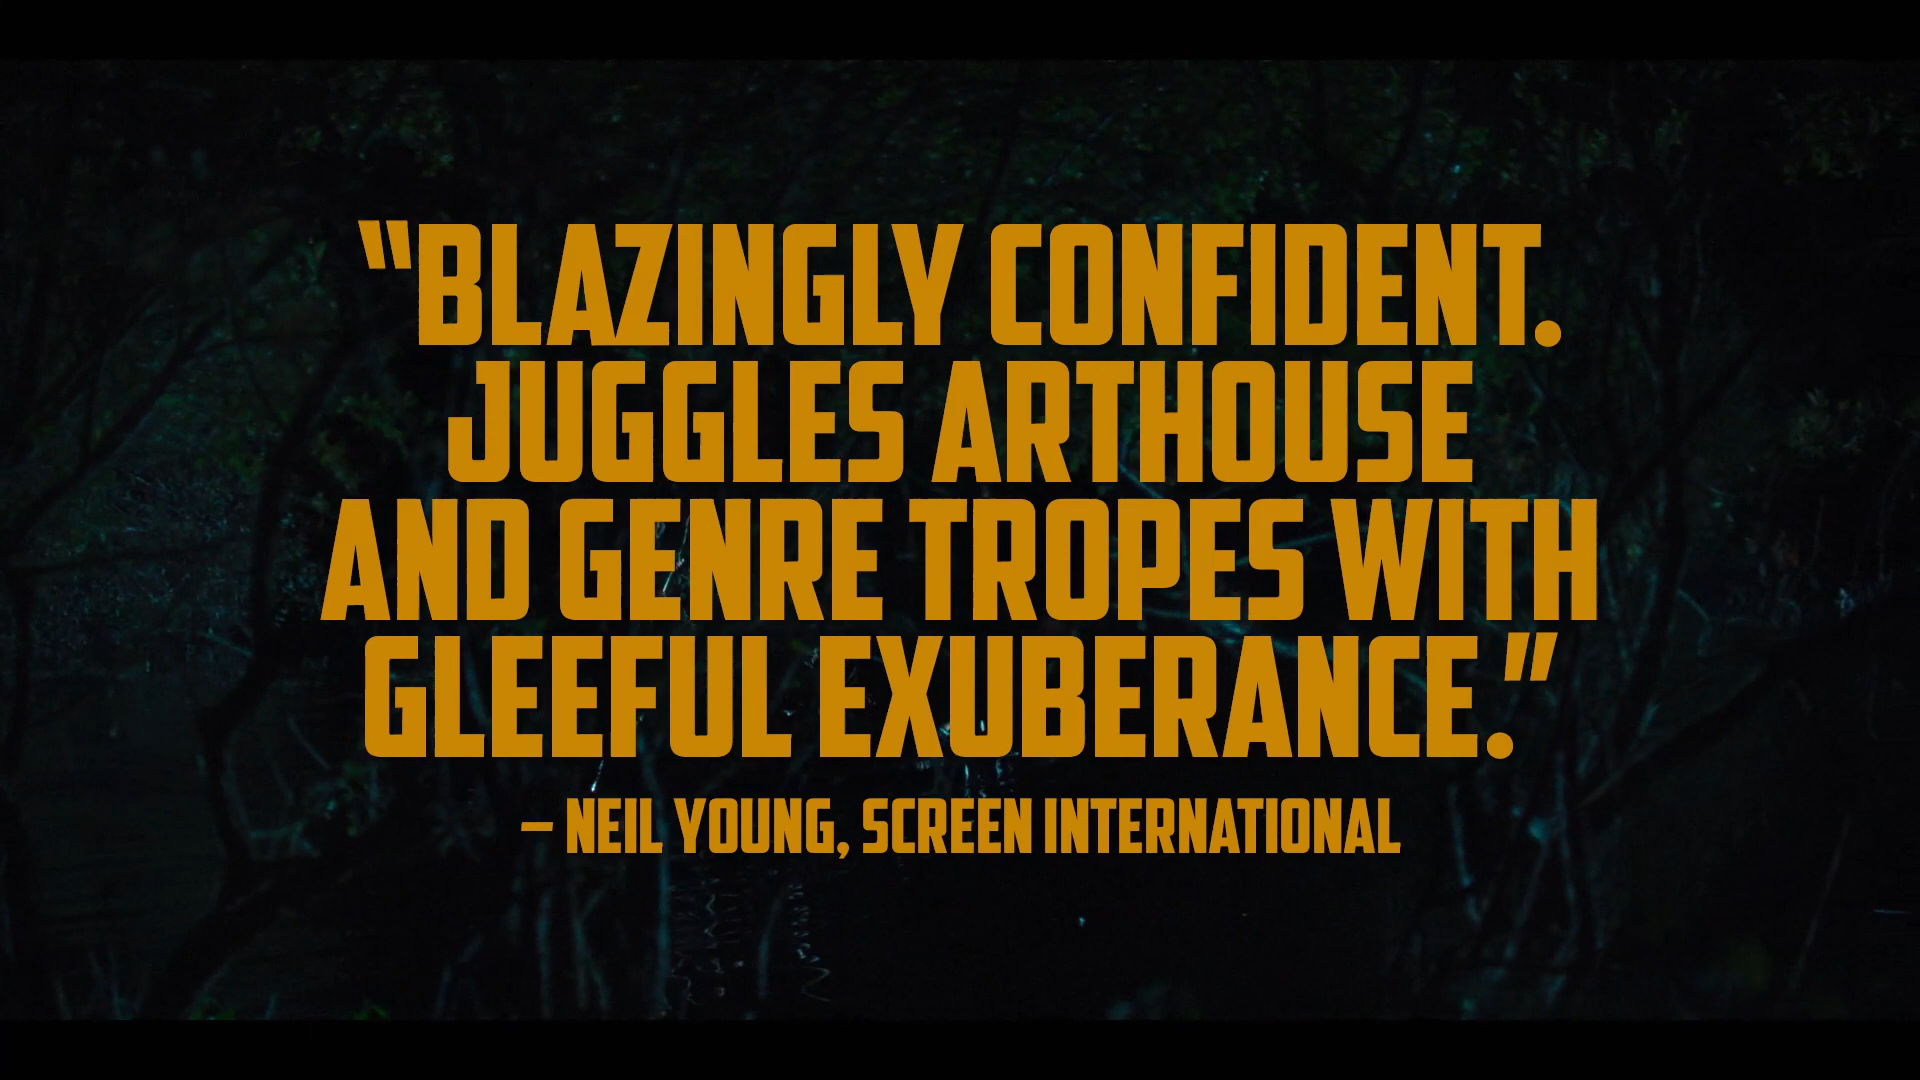 “BLAZINGLY CONFIDENT.
JUGGLES ARTHOUSE
AND GENRE TROPES WITH
GLEEFUL EXUBERANCE.”
– NEIL YOUNG, SCREEN INTERNATIONAL